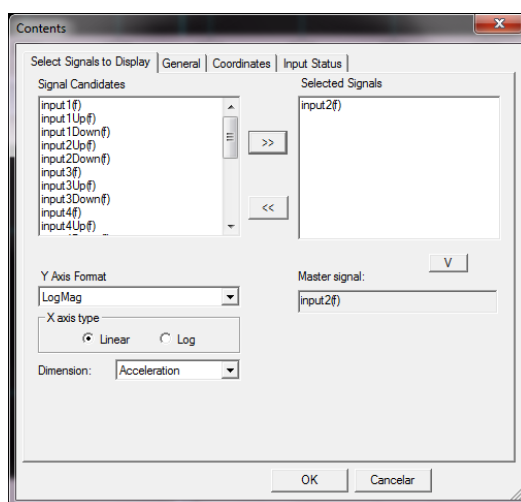 Contents
Select Signals to Display General Coordinates Input Status
Signal Candidates
Selected Signals
input1(f)
input1Up(f)
input1Down(f)
input2Up(f)
input2Down(f)
input3(f)
input3Up(f)
input3Down(f)
input4(f)
input4Up(f)
>>
<<
input2(f)
V
Y Axis Format
LogMag
Master signal:
input2(f)
X axis type
Linear Log
Dimension: Acceleration
OK Cancelar